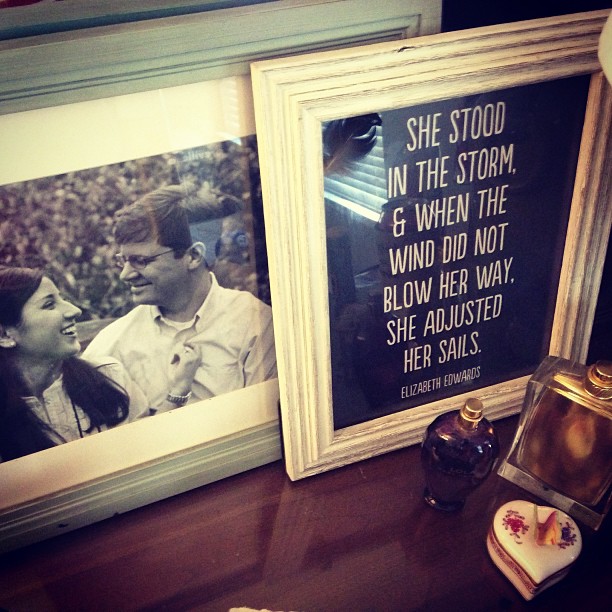 SHE STOOD
IN THE STORM,
& WHEN THE
WIND DID NOT
BLOW HER WAY,
SHE ADJUSTED
HER SAILS.
ELIZABETH EDWARDS